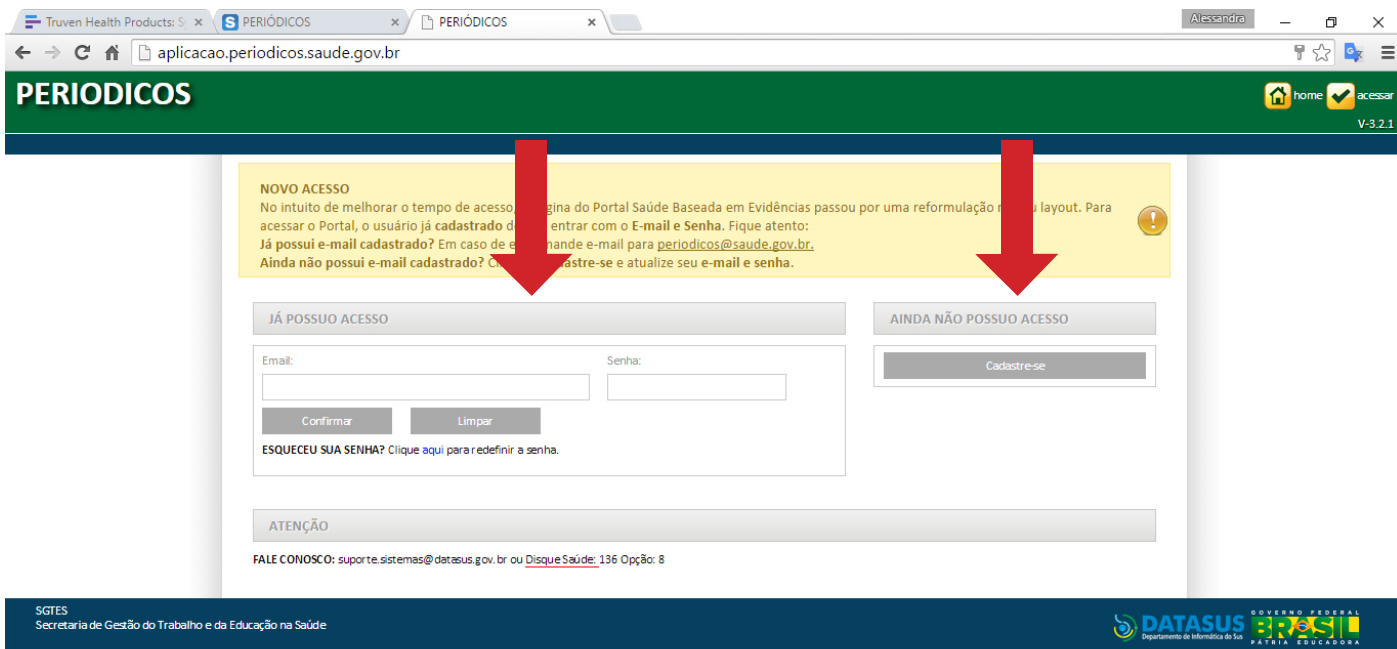 Truven Health Products: S
PERIÓDICOS
PERIÓDICOS
Alessandra
aplicacao.periodicos.saude.gov.br
PERIODICOS
home
acessar
V-3.2.1
NOVO ACESSO
No intuito de melhorar o tempo de acesso, gina do Portal Saúde Baseada em Evidências passou por uma reformulação layout. Para
acessar o Portal, o usuário já cadastrado entrar com o E-mail e Senha. Fique atento:
Já possui e-mail cadastrado? Em caso de mande e-mail para periodicos@saude.gov.br.
Ainda não possui e-mail cadastrado? astre-se e atualize seu e-mail e senha.
JÁ POSSUO ACESSO
AINDA NÃO POSSUO ACESSO
Email:
Senha:
Cadastre-se
Confirmar
Limpar
ESQUECEU SUA SENHA? Clique aqui para redefinir a senha.
ATENÇÃO
FALE CONOSCO: suporte.sistemas@datasus.gov.br ou Disque Saúde: 136 Opção: 8
SGTES
Secretaria de Gestão do Trabalho e da Educação na Saúde
DATASUS
Departamento de Informática do Sus
GOVERNO FEDERAL
BRASIL
PÁTRIA EDUCADORA